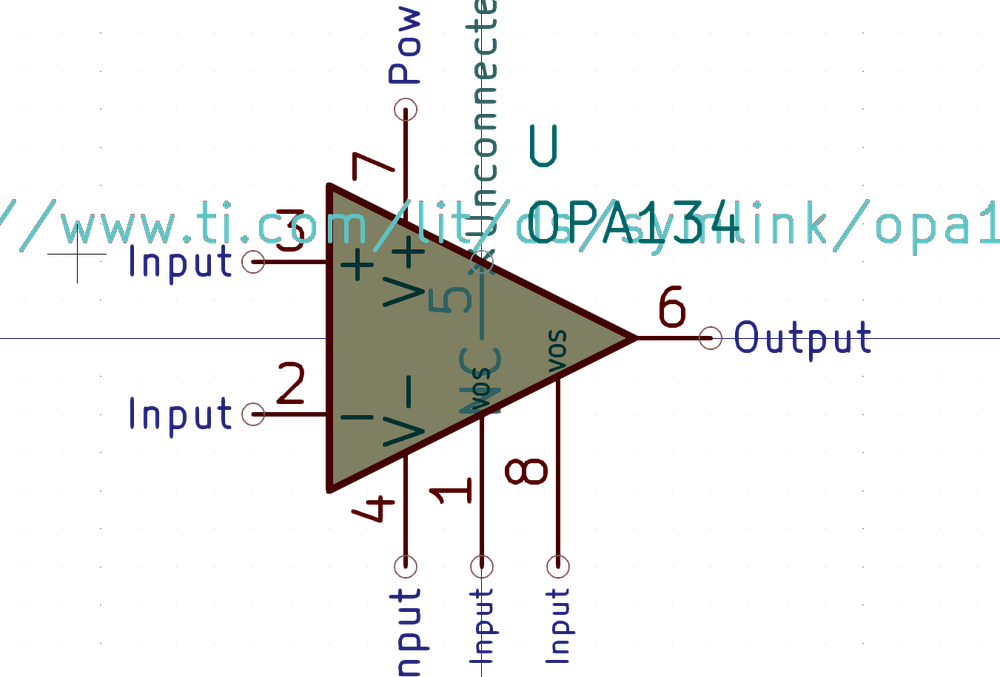 Pow
Unconnecte
U
7
//www.ti.com/lit/ds/symlink/opa1
OPA134
3
Input
+
V+
5
6
Output
NC
vos
vos
2
Input
−
V−
4
1
8
nput
Input
Input